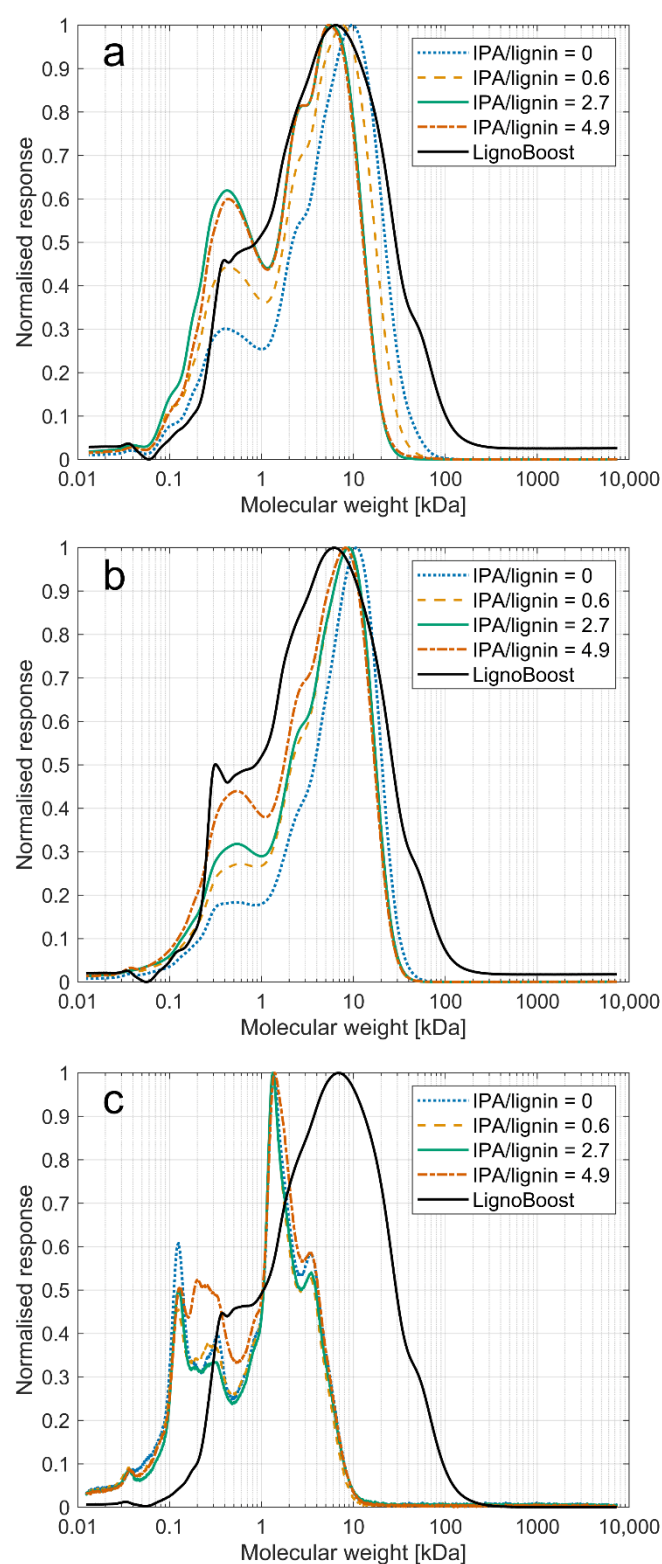 a
1
0.9
0.8
0.7
0.6
0.5
0.4
0.3
0.2
0.1
0
Normalised response
IPA/lignin = 0
IPA/lignin = 0.6
IPA/lignin = 2.7
IPA/lignin = 4.9
LignoBoost
0.01 0.1 1 10 100 1000 10,000
Molecular weight [kDa]
b
1
0.9
0.8
0.7
0.6
0.5
0.4
0.3
0.2
0.1
0
Normalised response
IPA/lignin = 0
IPA/lignin = 0.6
IPA/lignin = 2.7
IPA/lignin = 4.9
LignoBoost
0.01 0.1 1 10 100 1000 10,000
Molecular weight [kDa]
c
1
0.9
0.8
0.7
0.6
0.5
0.4
0.3
0.2
0.1
0
Normalised response
IPA/lignin = 0
IPA/lignin = 0.6
IPA/lignin = 2.7
IPA/lignin = 4.9
LignoBoost
0.01 0.1 1 10 100 1000 10,000
Molecular weight [kDa]